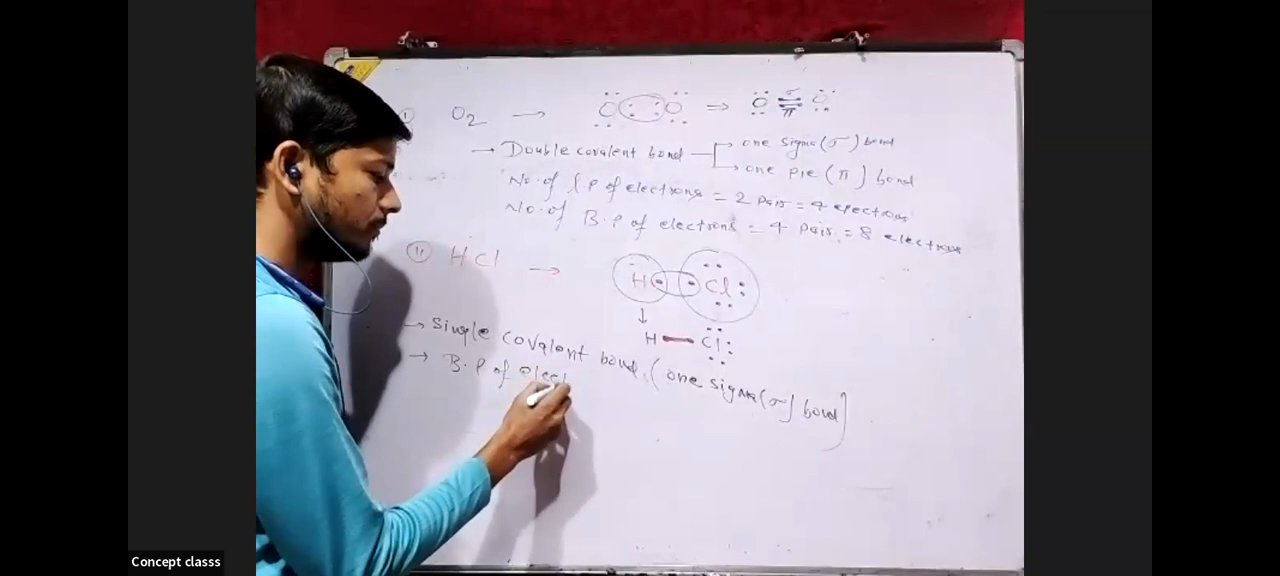 O2 → :O::O: ⇒ O σ π O
→ Double covalent bond → one sigma (σ) bond
→ one pie (π) bond
No. of l.p of electrons = 2 pair = 4 electrons
No. of B.P of electrons = 4 pair = 8 electrons
(ii) HCl → H Cl
↓
H — Cl
→ Single covalent bond. (one sigma (σ) bond)
→ B.P of elec
Concept classs